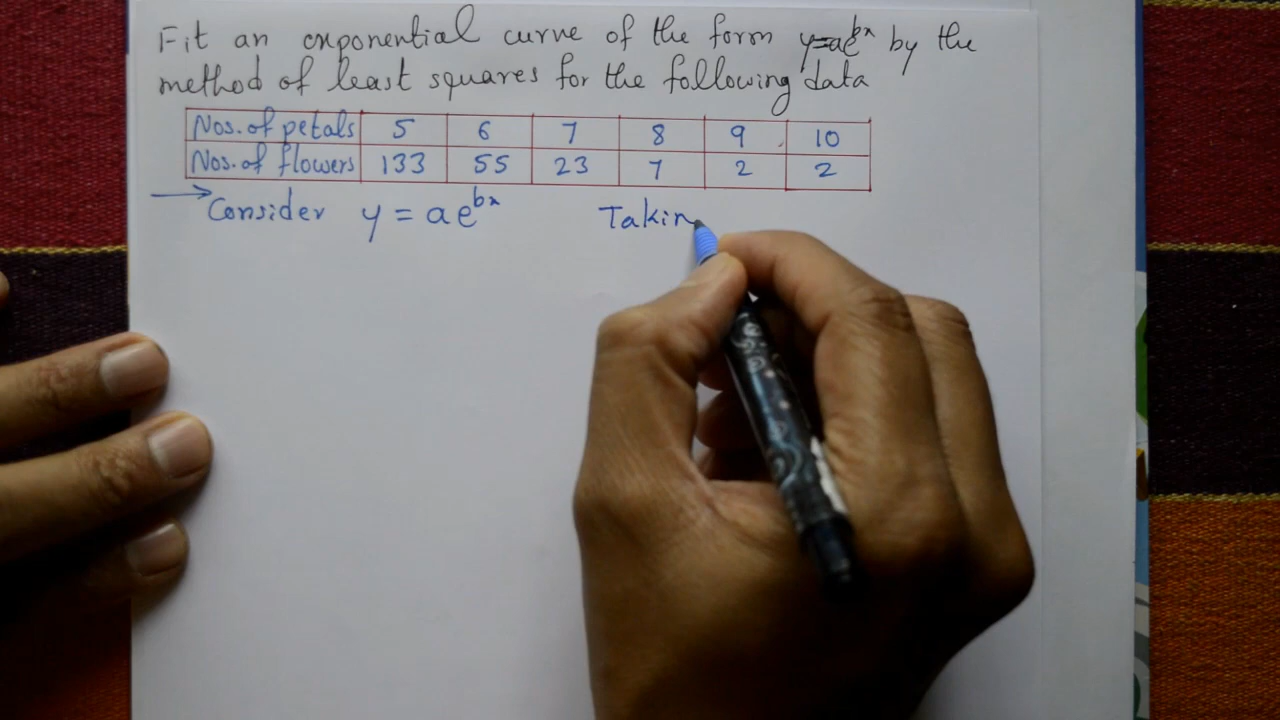 Fit an exponential curve of the form y=ae^bx by the
method of least squares for the following data
Nos. of petals 5 6 7 8 9 10
Nos. of flowers 133 55 23 7 2 2
→ Consider y = ae^bx Takin